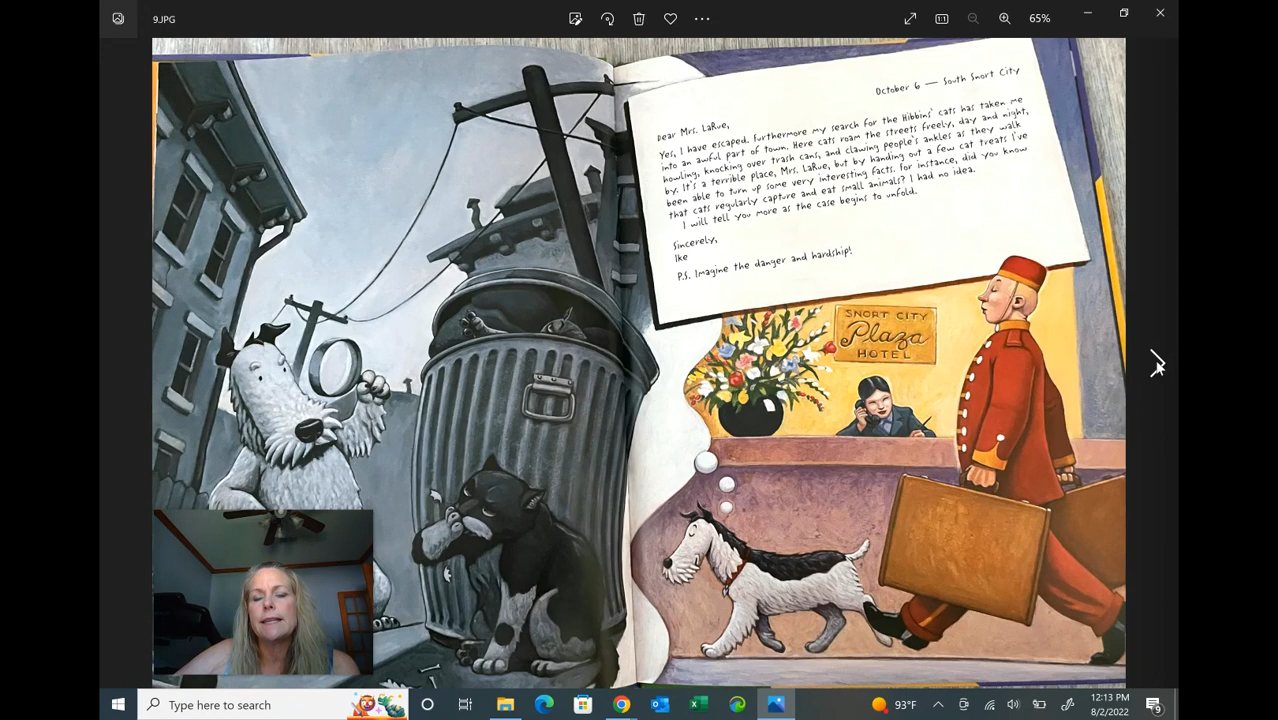 9.JPG
65%
October 6 — South Snort City
Dear Mrs. LaRue,
Yes, I have escaped. Furthermore my search for the Hibbins' cats has taken me
into an awful part of town. Here cats roam the streets freely, day and night,
howling, knocking over trash cans, and clawing people's ankles as they walk
by. It's a terrible place, Mrs. LaRue, but by handing out a few cat treats I've
been able to turn up some very interesting facts. For instance, did you know
that cats regularly capture and eat small animals? I had no idea.
I will tell you more as the case begins to unfold.
Sincerely,
Ike
P.S. Imagine the danger and hardship!
SNORT CITY
Plaza
HOTEL
Type here to search
93°F
12:13 PM
8/2/2022
9